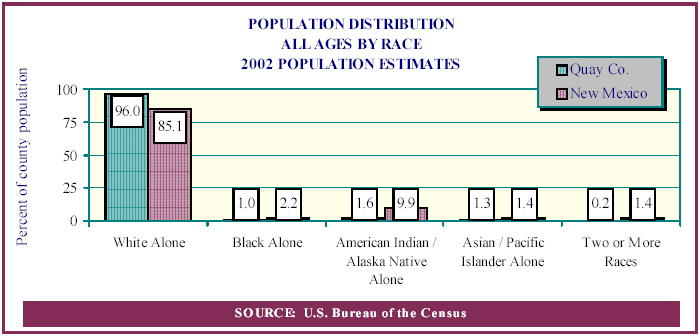 POPULATION DISTRIBUTION
ALL AGES BY RACE
2002 POPULATION ESTIMATES
Quay Co.
New Mexico
Percent of county population
100
75
50
25
0
96.0
85.1
1.0
2.2
1.6
9.9
1.3
1.4
0.2
1.4
White Alone
Black Alone
American Indian /
Alaska Native
Alone
Asian / Pacific
Islander Alone
Two or More
Races
SOURCE: U.S. Bureau of the Census